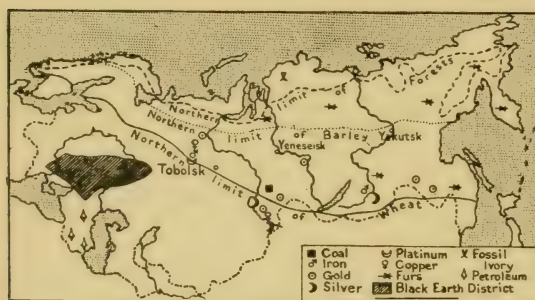 Northern limit of Forests
Northern limit of Barley
Yakutsk
Yeneseisk
Tobolsk
Northern limit of Wheat
Coal
Iron
Gold
Silver
Platinum
Copper
Furs
Black Earth District
Fossil
Ivory
Petroleum